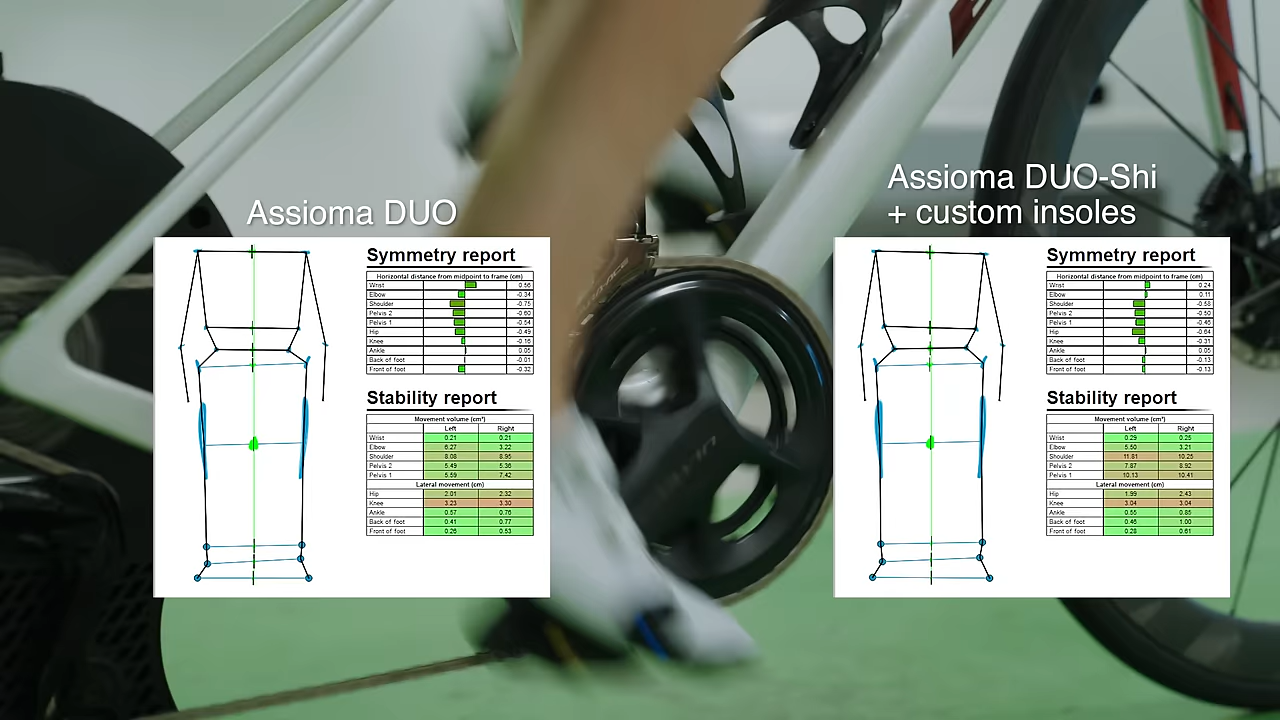 Assioma DUO
Symmetry report
Horizontal distance from midpoint to frame (cm)
Wrist 0.56
Elbow -0.34
Shoulder -0.75
Pelvis 2 -0.60
Pelvis 1 -0.54
Hip -0.49
Knee -0.16
Ankle 0.05
Back of foot -0.01
Front of foot -0.32
Stability report
Movement volume (cm³)
Left Right
Wrist 0.21 0.21
Elbow 6.27 3.22
Shoulder 8.08 8.95
Pelvis 2 5.49 5.36
Pelvis 1 5.59 7.42
Lateral movement (cm)
Hip 2.01 2.32
Knee 3.23 3.30
Ankle 0.57 0.76
Back of foot 0.41 0.77
Front of foot 0.26 0.53
Assioma DUO-Shi
+ custom insoles
Symmetry report
Horizontal distance from midpoint to frame (cm)
Wrist 0.24
Elbow 0.11
Shoulder -0.58
Pelvis 2 -0.50
Pelvis 1 -0.46
Hip -0.64
Knee -0.31
Ankle 0.05
Back of foot -0.13
Front of foot -0.13
Stability report
Movement volume (cm³)
Left Right
Wrist 0.29 0.25
Elbow 5.50 3.21
Shoulder 11.81 10.25
Pelvis 2 7.87 8.92
Pelvis 1 10.13 10.41
Lateral movement (cm)
Hip 1.99 2.43
Knee 3.04 3.04
Ankle 0.55 0.85
Back of foot 0.46 1.00
Front of foot 0.28 0.61